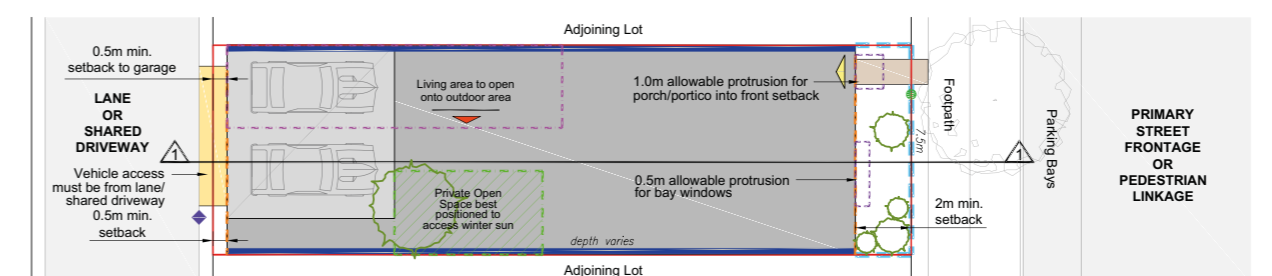 Adjoining Lot
0.5m min.
setback to garage
LANE
OR
SHARED
DRIVEWAY
1
Vehicle access
must be from lane/
shared driveway
0.5m min.
setback
Living area to open
onto outdoor area
Private Open
Space best
positioned to
access winter sun
depth varies
1.0m allowable protrusion for
porch/portico into front setback
0.5m allowable protrusion
for bay windows
7.5m
Footpath
2m min.
setback
1
Parking Bays
PRIMARY
STREET
FRONTAGE
OR
PEDESTRIAN
LINKAGE
Adjoining Lot